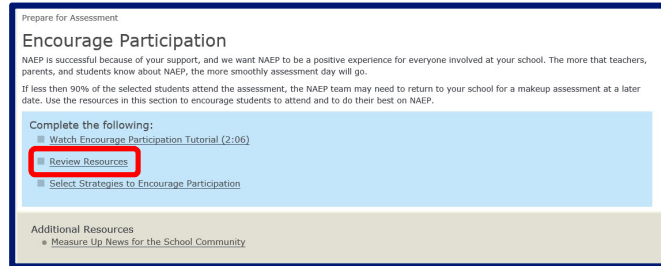 Prepare for Assessment
Encourage Participation
NAEP is successful because of your support, and we want NAEP to be a positive experience for everyone involved at your school. The more that teachers,
parents, and students know about NAEP, the more smoothly assessment day will go.
If less then 90% of the selected students attend the assessment, the NAEP team may need to return to your school for a makeup assessment at a later
date. Use the resources in this section to encourage students to attend and to do their best on NAEP.
Complete the following:
Watch Encourage Participation Tutorial (2:06)
Review Resources
Select Strategies to Encourage Participation
Additional Resources
Measure Up News for the School Community